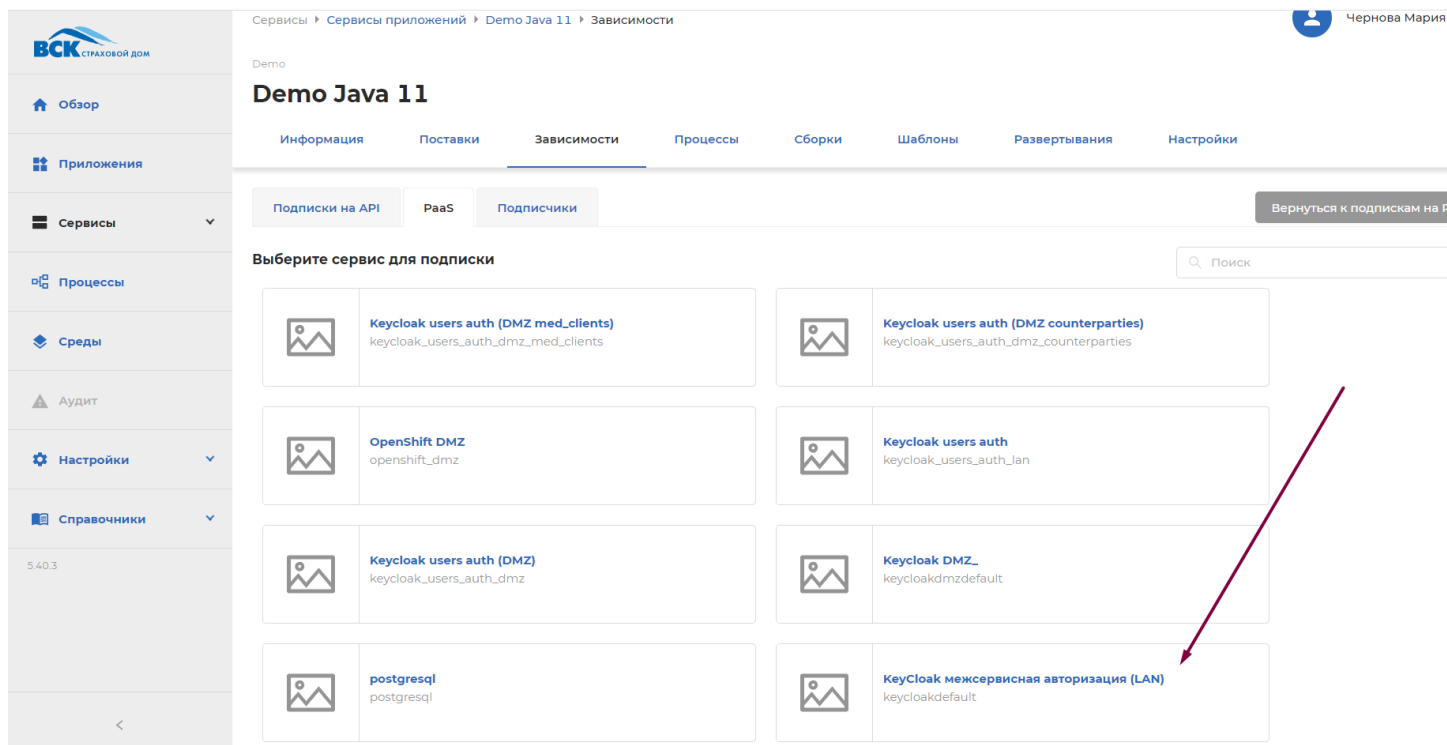 Сервисы Сервисы приложений Demo Java 11 Зависимости
Чернова Мария
ВСК СТРАХОВОЙ ДОМ
Demo
Demo Java 11
Обзор
Приложения
Сервисы
Процессы
Среды
Аудит
Настройки
Справочники
5.40.3
Информация Поставки Зависимости Процессы Сборки Шаблоны Развертывания Настройки
Подписки на API PaaS Подписчики
Вернуться к подпискам на
Выберите сервис для подписки
Поиск
Keycloak users auth (DMZ med_clients)
keycloak_users_auth_dmz_med_clients
Keycloak users auth (DMZ counterparties)
keycloak_users_auth_dmz_counterparties
OpenShift DMZ
openshift_dmz
Keycloak users auth
keycloak_users_auth_lan
Keycloak users auth (DMZ)
keycloak_users_auth_dmz
Keycloak DMZ_
keycloakdmzdefault
postgresql
postgresql
KeyCloak межсервисная авторизация (LAN)
keycloakdefault